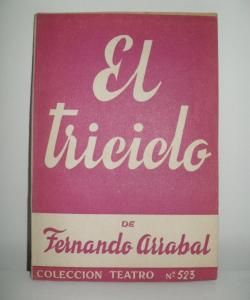 El
triciclo
DE
Fernando Arrabal
COLECCION TEATRO Nº 523